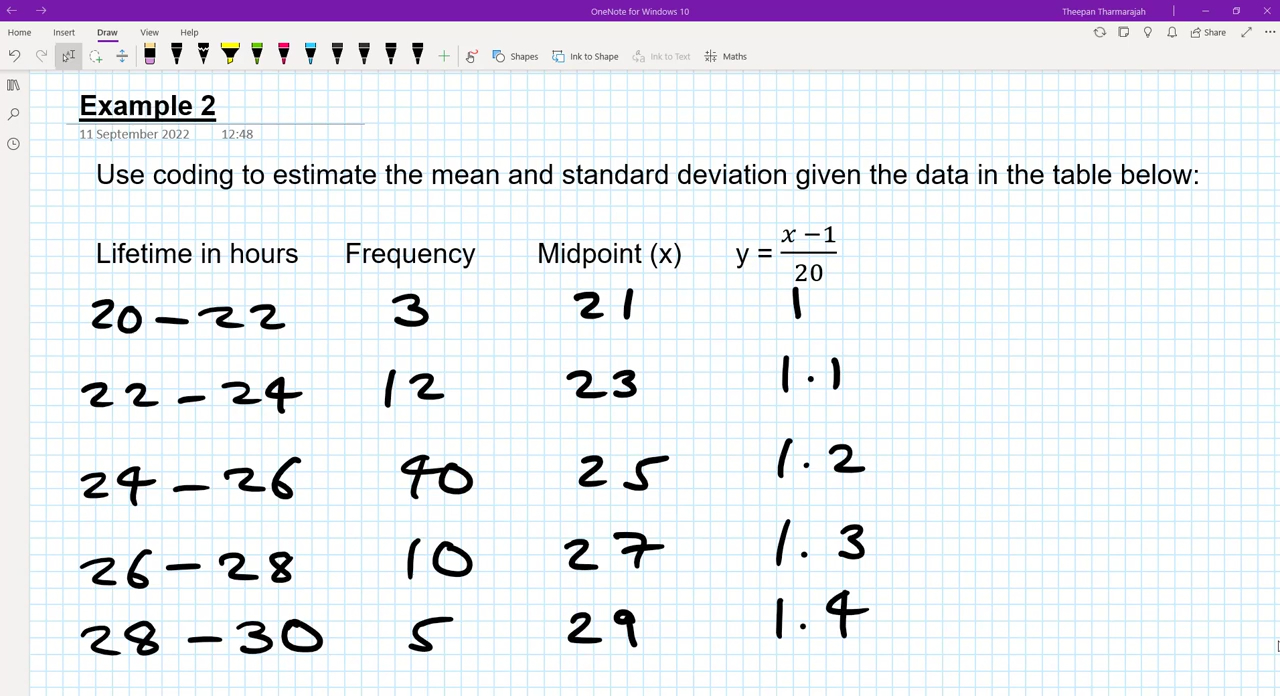 OneNote for Windows 10
Theepan Tharmarajah
Home Insert Draw View Help
Share
Shapes Ink to Shape Ink to Text Maths
Example 2
11 September 2022 12:48
Use coding to estimate the mean and standard deviation given the data in the table below:
Lifetime in hours Frequency Midpoint (x) y = (x − 1)/20
20 – 22 3 21 1
22 – 24 12 23 1.1
24 – 26 40 25 1.2
26 – 28 10 27 1.3
28 – 30 5 29 1.4